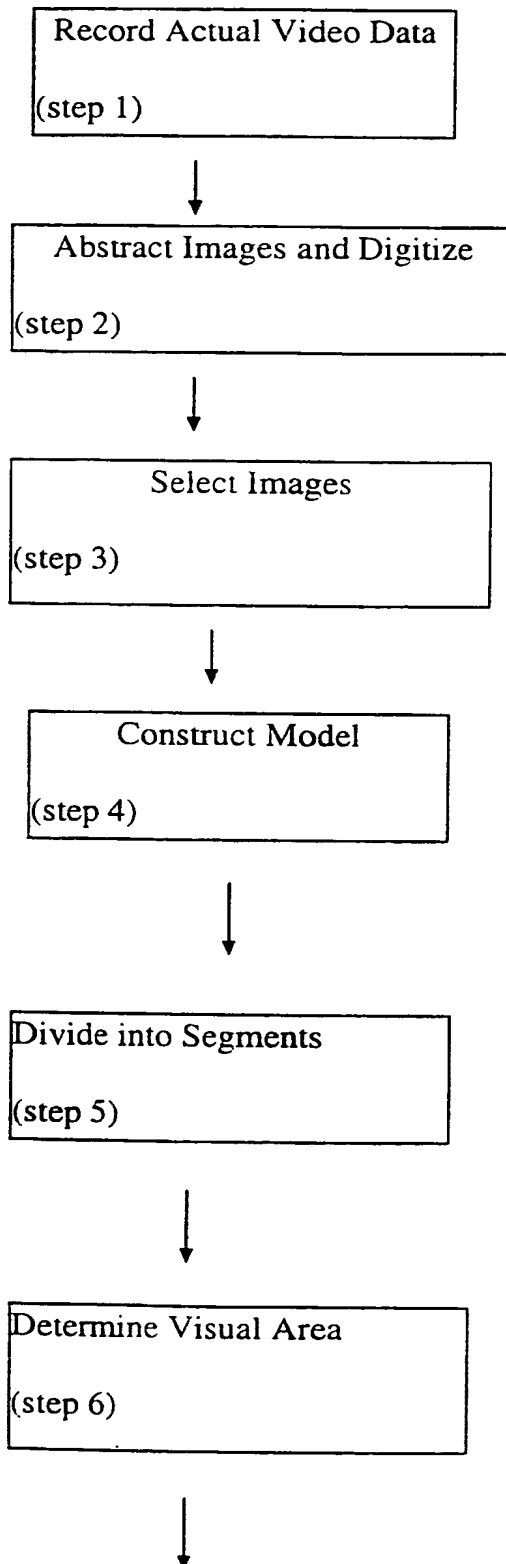 Record Actual Video Data
(step 1)
Abstract Images and Digitize
(step 2)
Select Images
(step 3)
Construct Model
(step 4)
Divide into Segments
(step 5)
Determine Visual Area
(step 6)